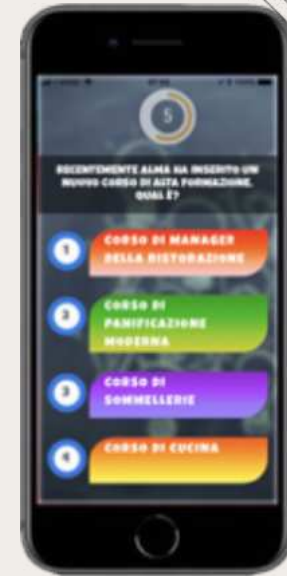 5
RECENTEMENTE ALMA HA INSERITO UN
NUOVO CORSO DI ALTA FORMAZIONE,
QUAL È?
1
CORSO DI MANAGER
DELLA RISTORAZIONE
2
CORSO DI
PANIFICAZIONE
MODERNA
3
CORSO DI
SOMMELLERIE
4
CORSO DI CUCINA